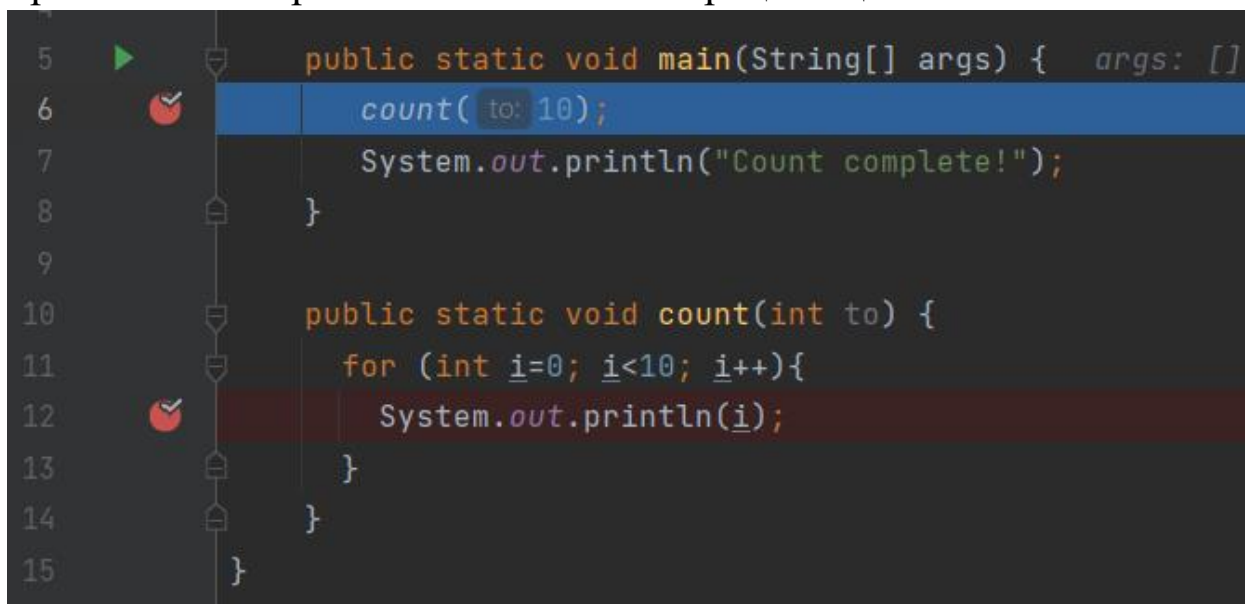 5 public static void main(String[] args) { args: []
6 count( to: 10);
7 System.out.println("Count complete!");
8 }
9
10 public static void count(int to) {
11 for (int i=0; i<10; i++){
12 System.out.println(i);
13 }
14 }
15 }